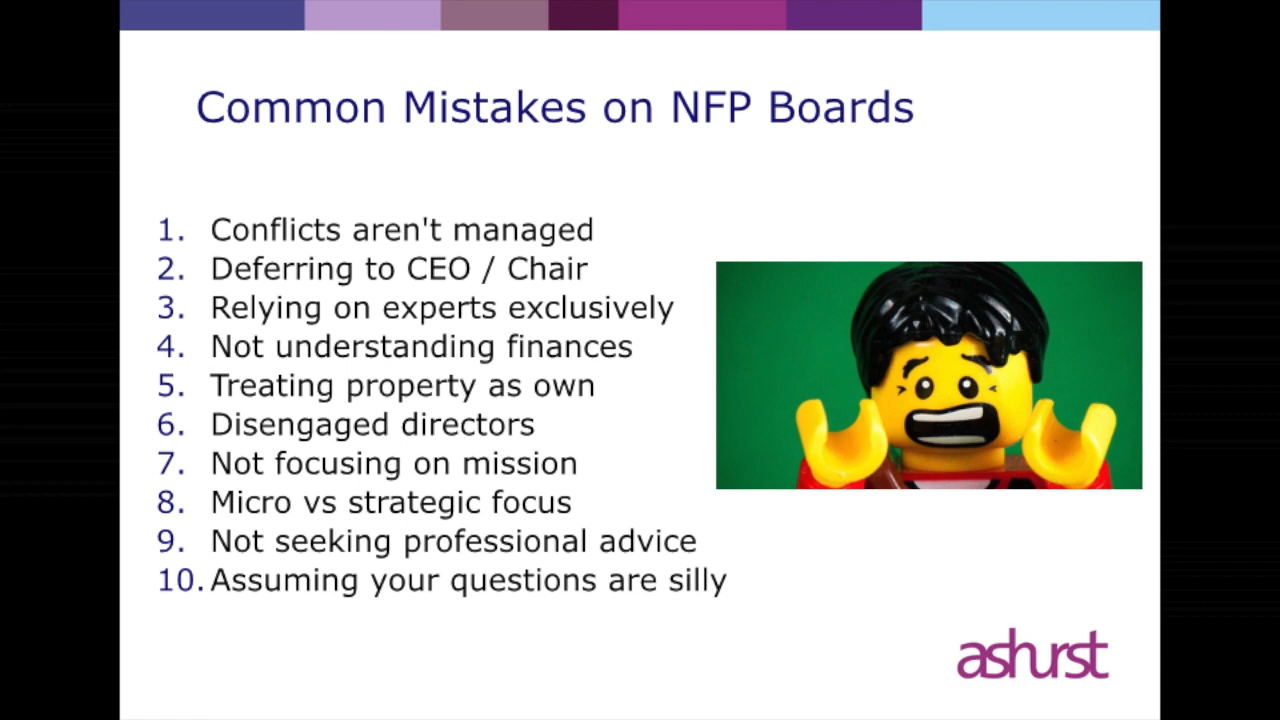 Common Mistakes on NFP Boards
1. Conflicts aren't managed
2. Deferring to CEO / Chair
3. Relying on experts exclusively
4. Not understanding finances
5. Treating property as own
6. Disengaged directors
7. Not focusing on mission
8. Micro vs strategic focus
9. Not seeking professional advice
10. Assuming your questions are silly
ashurst